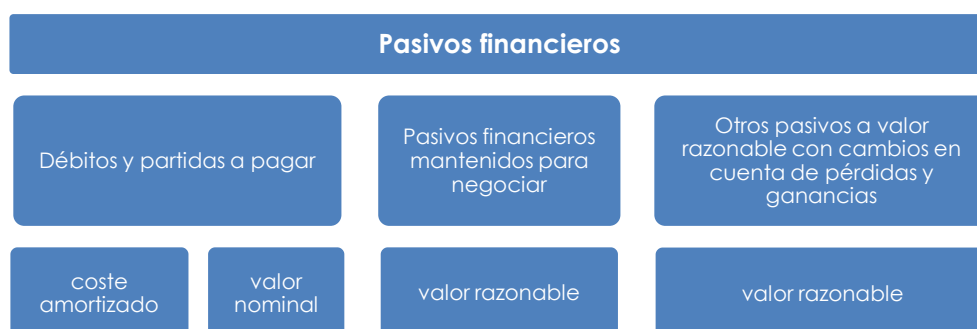 Pasivos financieros
Débitos y partidas a pagar
Pasivos financieros
mantenidos para
negociar
Otros pasivos a valor
razonable con cambios en
cuenta de pérdidas y
ganancias
coste
amortizado
valor
nominal
valor razonable
valor razonable